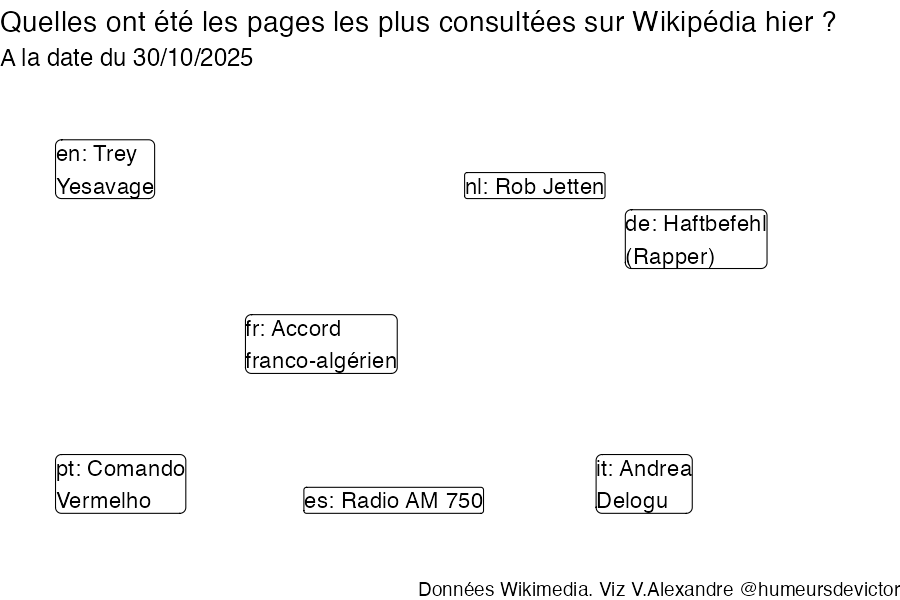 Quelles ont été les pages les plus consultées sur Wikipédia hier ?
A la date du 30/10/2025
en: Trey
Yesavage
nl: Rob Jetten
de: Haftbefehl
(Rapper)
fr: Accord
franco-algérien
pt: Comando
Vermelho
es: Radio AM 750
it: Andrea
Delogu
Données Wikimedia. Viz V.Alexandre @humeursdevictor